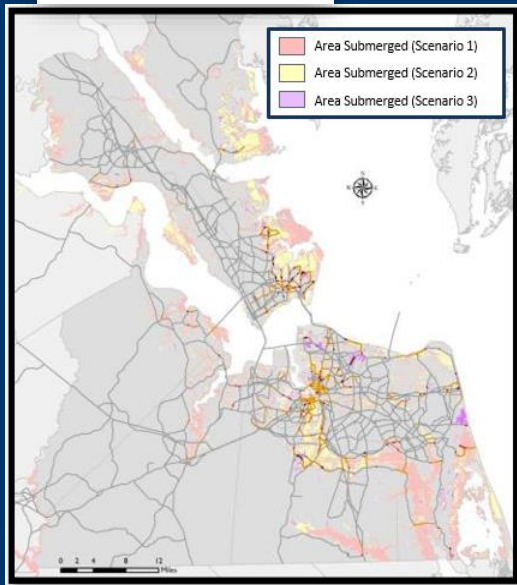 Area Submerged (Scenario 1)
Area Submerged (Scenario 2)
Area Submerged (Scenario 3)
N
W E
S
0 2 4 8 12
Miles